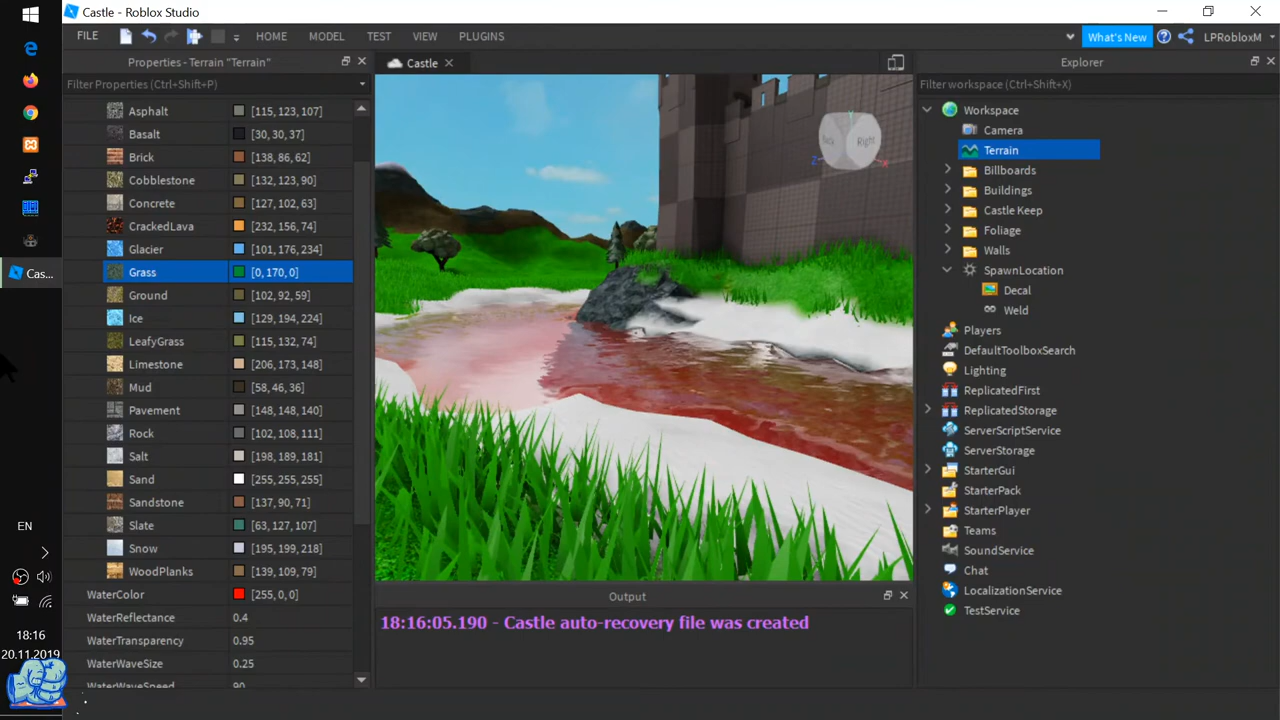 Castle - Roblox Studio
FILE HOME MODEL TEST VIEW PLUGINS What's New LPRobloxM
Properties - Terrain "Terrain"
Filter Properties (Ctrl+Shift+P)
Asphalt [115,123,107]
Basalt [30,30,37]
Brick [138,86,62]
Cobblestone [132,123,90]
Concrete [127,102,63]
CrackedLava [232,156,74]
Glacier [101,176,234]
Grass [0,170,0]
Ground [102,92,59]
Ice [129,194,224]
LeafyGrass [115,132,74]
Limestone [206,173,148]
Mud [58,46,36]
Pavement [148,148,140]
Rock [102,108,111]
Salt [198,189,181]
Sand [255,255,255]
Sandstone [137,90,71]
Slate [63,127,107]
Snow [195,199,218]
WoodPlanks [139,109,79]
WaterColor [255,0,0]
WaterReflectance 0.4
WaterTransparency 0.95
WaterWaveSize 0.25
WaterWaveSpeed 90
Castle
Back Right
Z X Y
Output
18:16:05.190 - Castle auto-recovery file was created
Explorer
Filter workspace (Ctrl+Shift+X)
Workspace
Camera
Terrain
Billboards
Buildings
Castle Keep
Foliage
Walls
SpawnLocation
Decal
Weld
Players
DefaultToolboxSearch
Lighting
ReplicatedFirst
ReplicatedStorage
ServerScriptService
ServerStorage
StarterGui
StarterPack
StarterPlayer
Teams
SoundService
Chat
LocalizationService
TestService
Cas...
EN
18:16
20.11.2019